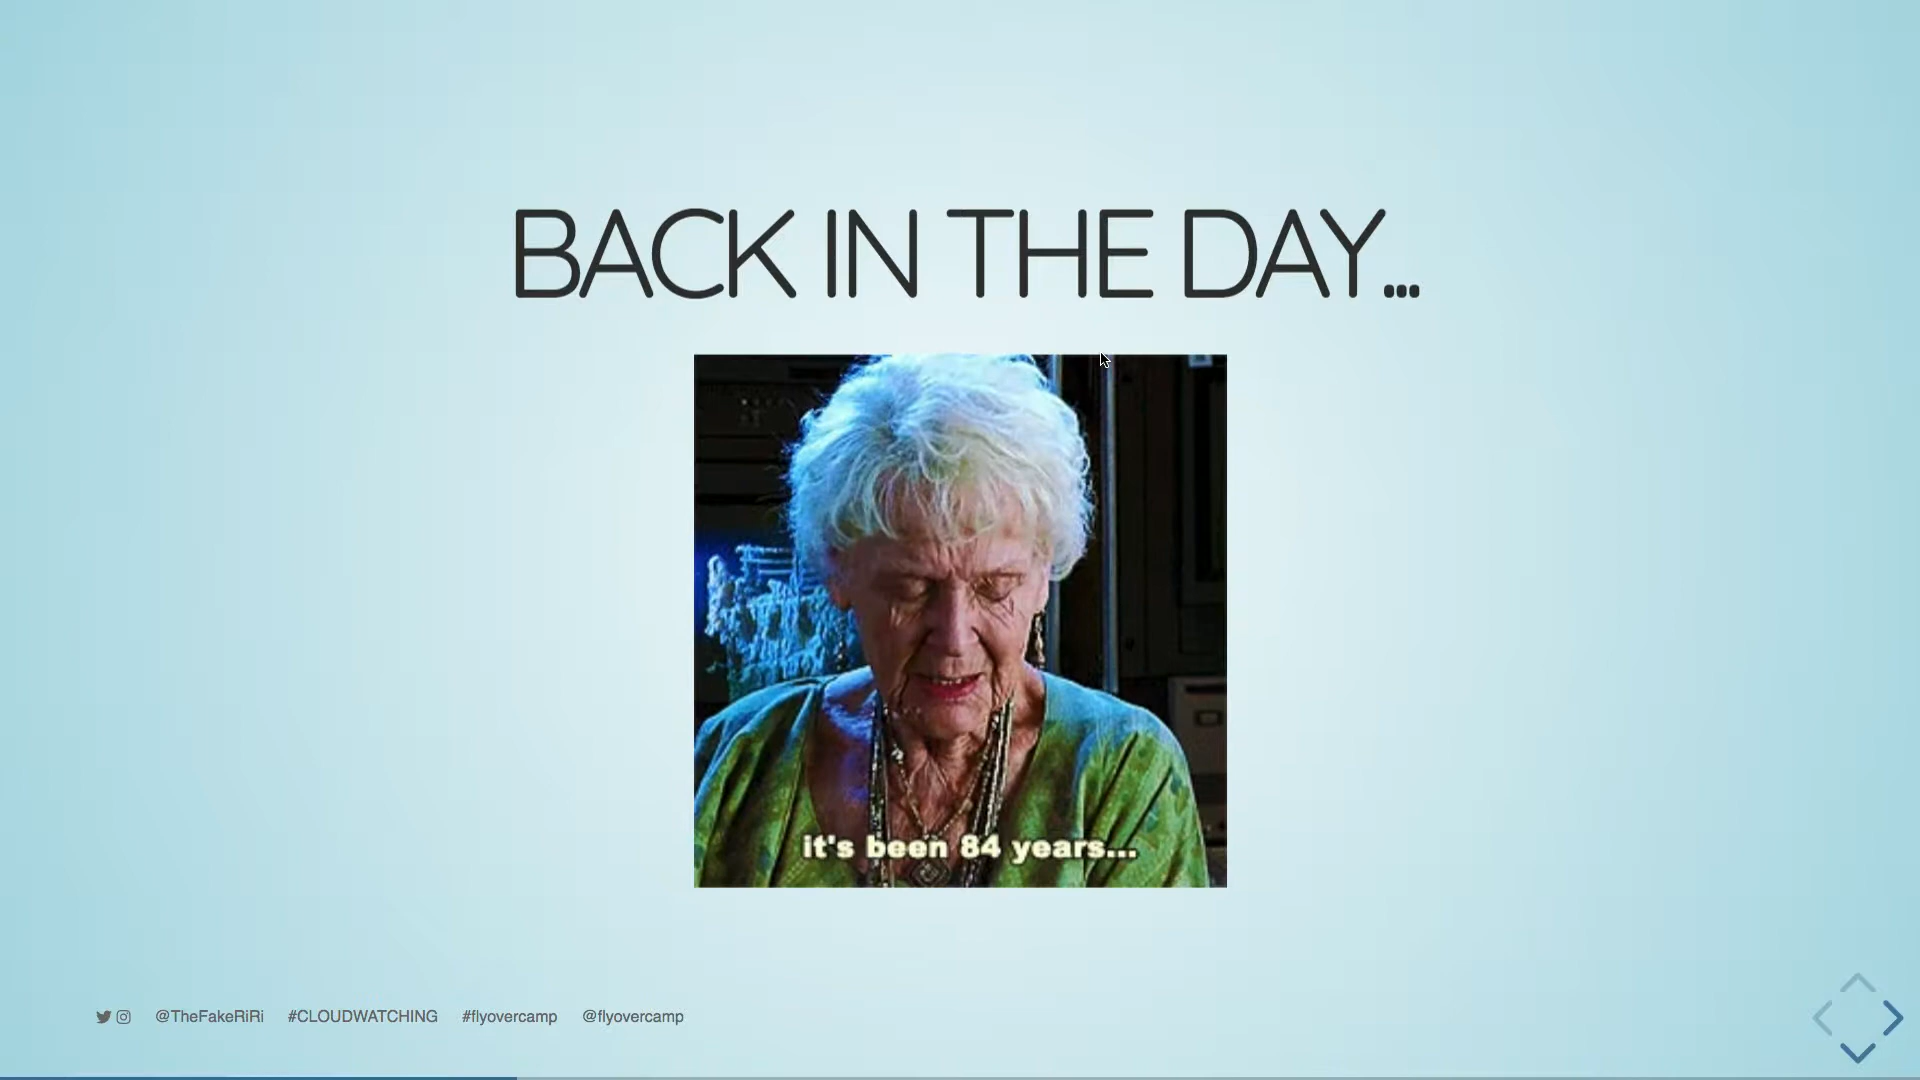 BACK IN THE DAY...
it's been 84 years...
@TheFakeRiRi #CLOUDWATCHING #flyovercamp @flyovercamp